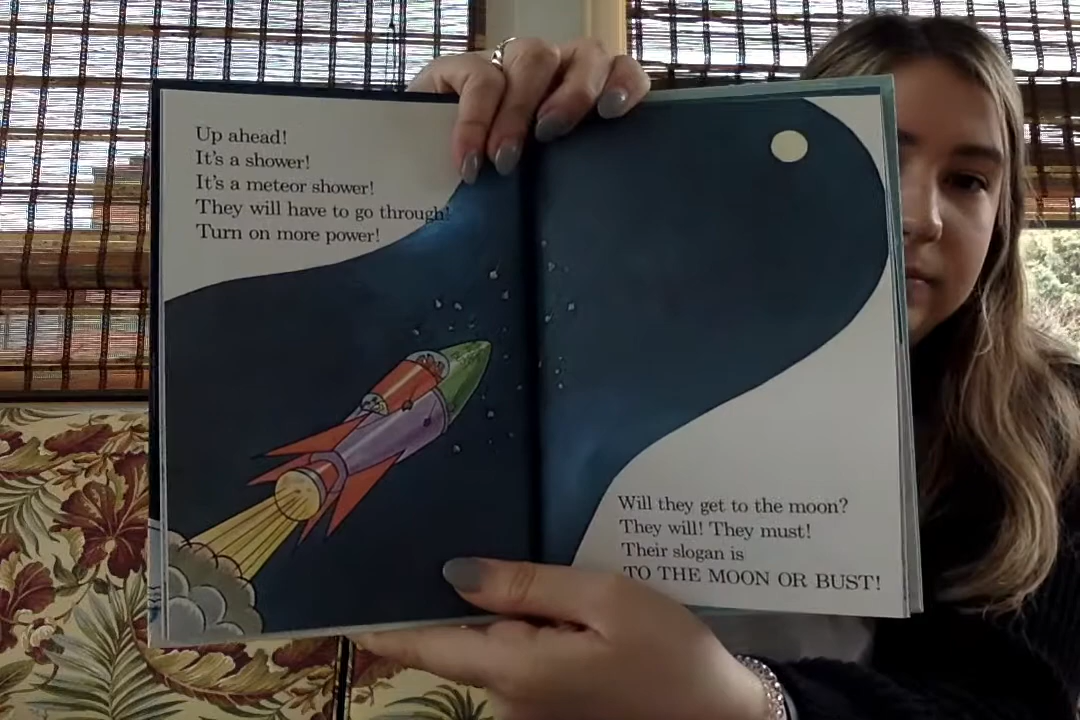 Up ahead!
It's a shower!
It's a meteor shower!
They will have to go through!
Turn on more power!
Will they get to the moon?
They will! They must!
Their slogan is
TO THE MOON OR BUST!